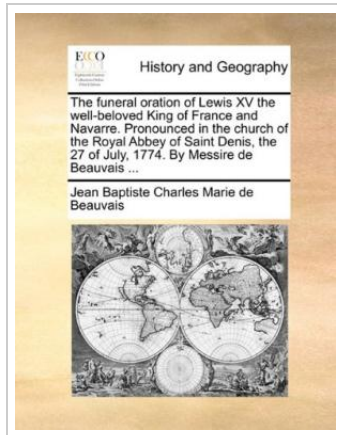 ECCO
History and Geography
The funeral oration of Lewis XV the
well-beloved King of France and
Navarre. Pronounced in the church of
the Royal Abbey of Saint Denis, the
27 of July, 1774. By Messire de
Beauvais ...
Jean Baptiste Charles Marie de
Beauvais